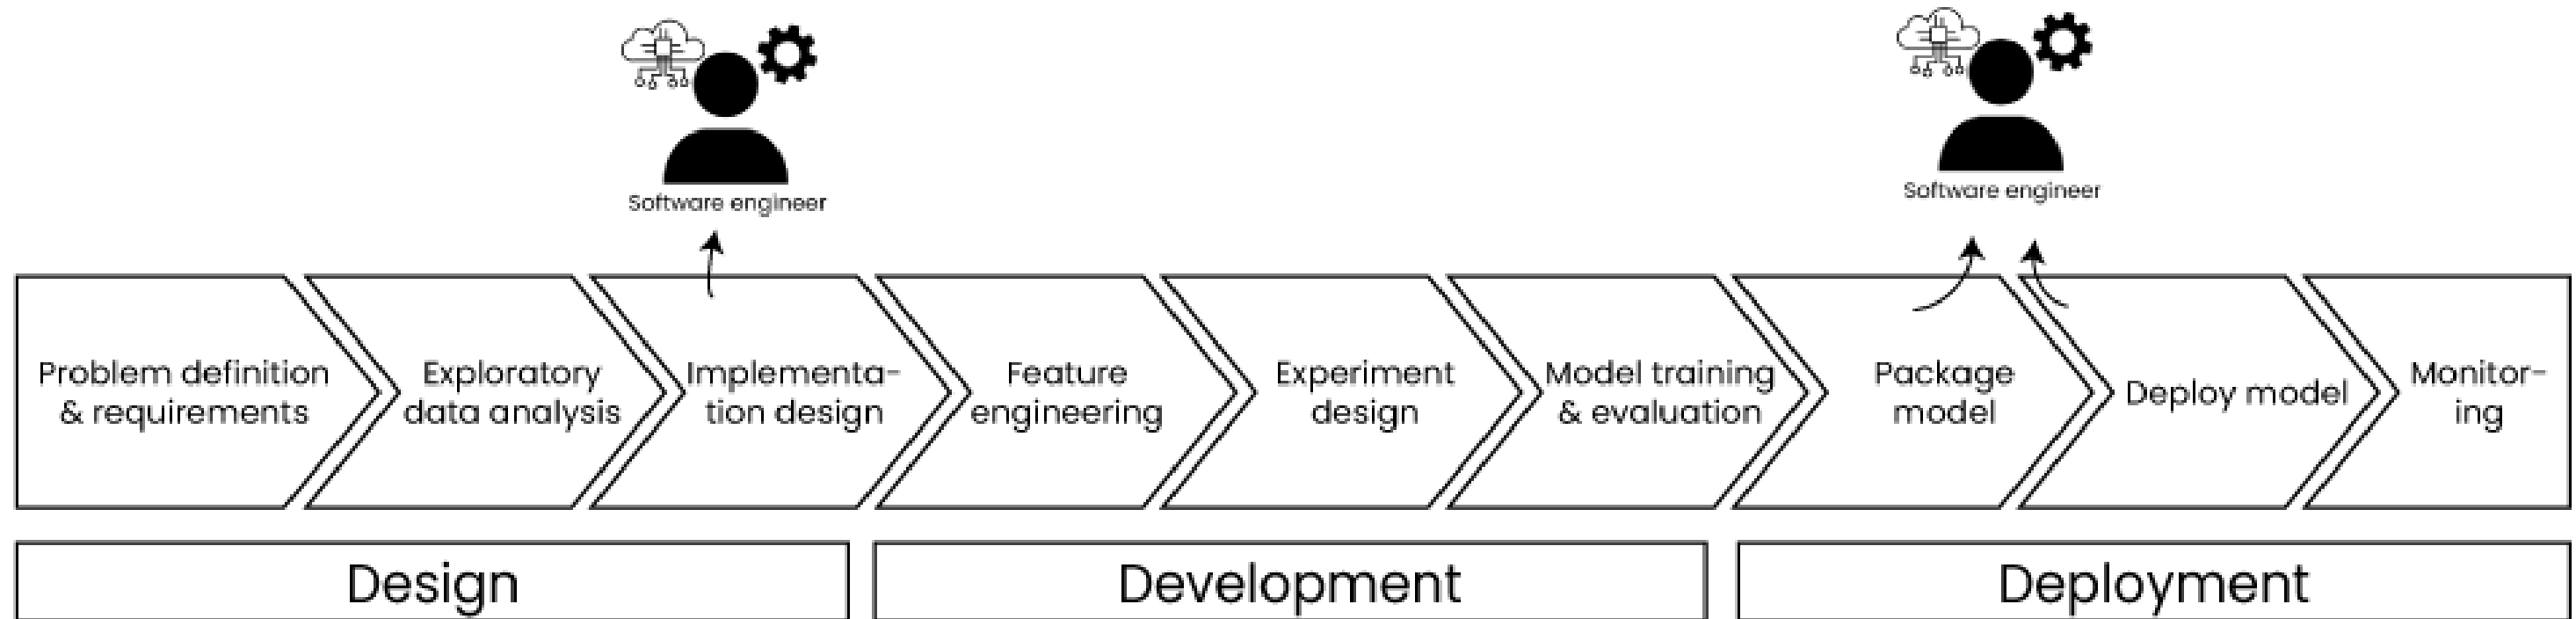 Software engineer
Software engineer
Problem definition
& requirements
Exploratory
data analysis
Implementa-
tion design
Feature
engineering
Experiment
design
Model training
& evaluation
Package
model
Deploy model
Monitor-
ing
Design
Development
Deployment